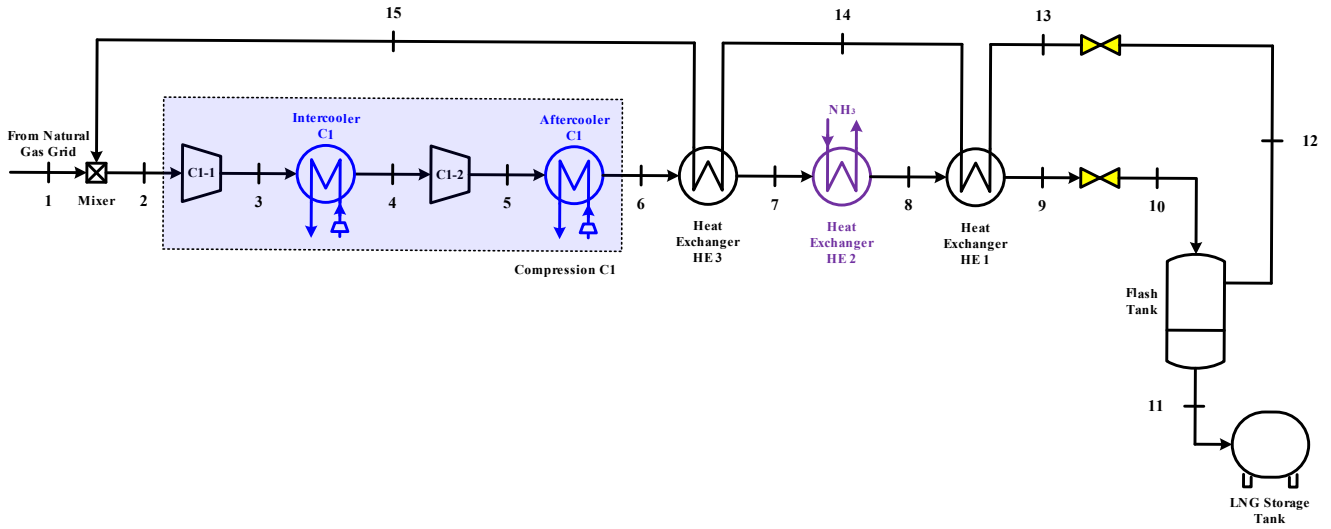 15
14
13
From Natural
Gas Grid
1
Mixer
2
C1-1
3
Intercooler
C1
4
C1-2
5
Aftercooler
C1
6
Compression C1
Heat
Exchanger
HE 3
7
NH₃
Heat
Exchanger
HE 2
8
Heat
Exchanger
HE 1
9
10
12
Flash
Tank
11
LNG Storage
Tank